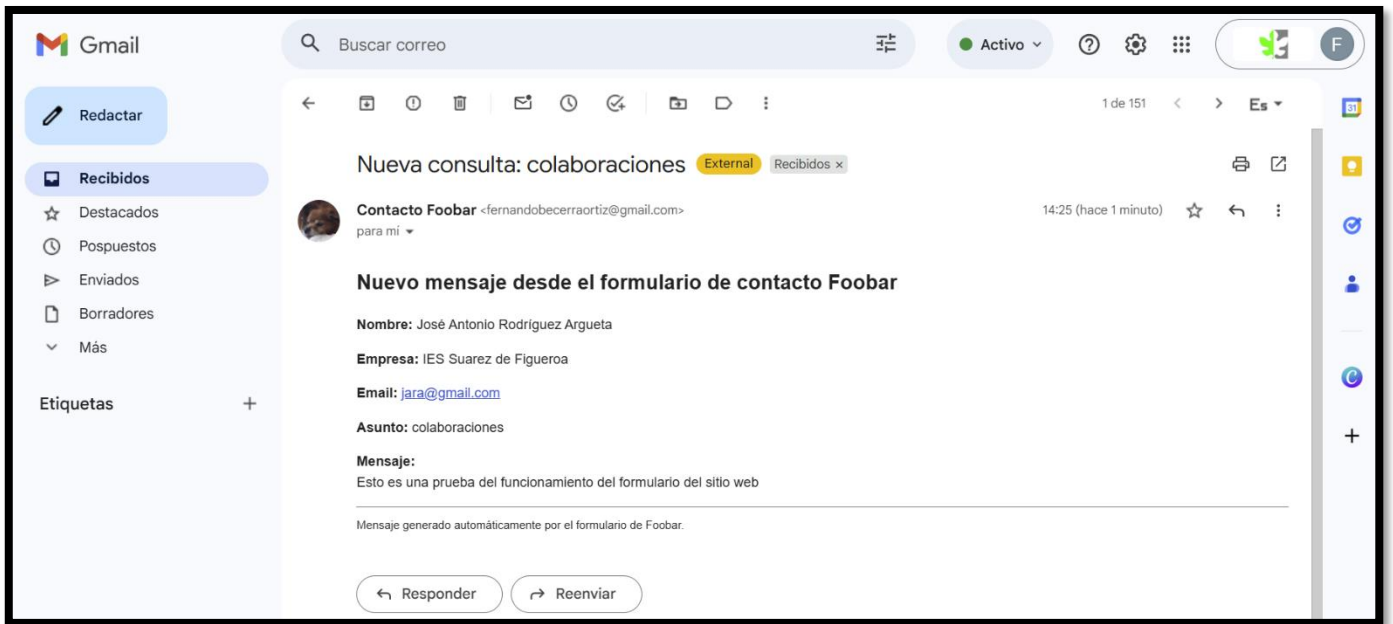 Gmail
Buscar correo
Activo
F
Redactar
1 de 151
Es
31
Recibidos
Destacados
Pospuestos
Enviados
Borradores
Más
Etiquetas
Nueva consulta: colaboraciones External Recibidos ×
Contacto Foobar <fernandobecerraortiz@gmail.com> 14:25 (hace 1 minuto)
para mí
Nuevo mensaje desde el formulario de contacto Foobar
Nombre: José Antonio Rodríguez Argueta
Empresa: IES Suarez de Figueroa
Email: jara@gmail.com
Asunto: colaboraciones
Mensaje:
Esto es una prueba del funcionamiento del formulario del sitio web
Mensaje generado automáticamente por el formulario de Foobar.
Responder Reenviar